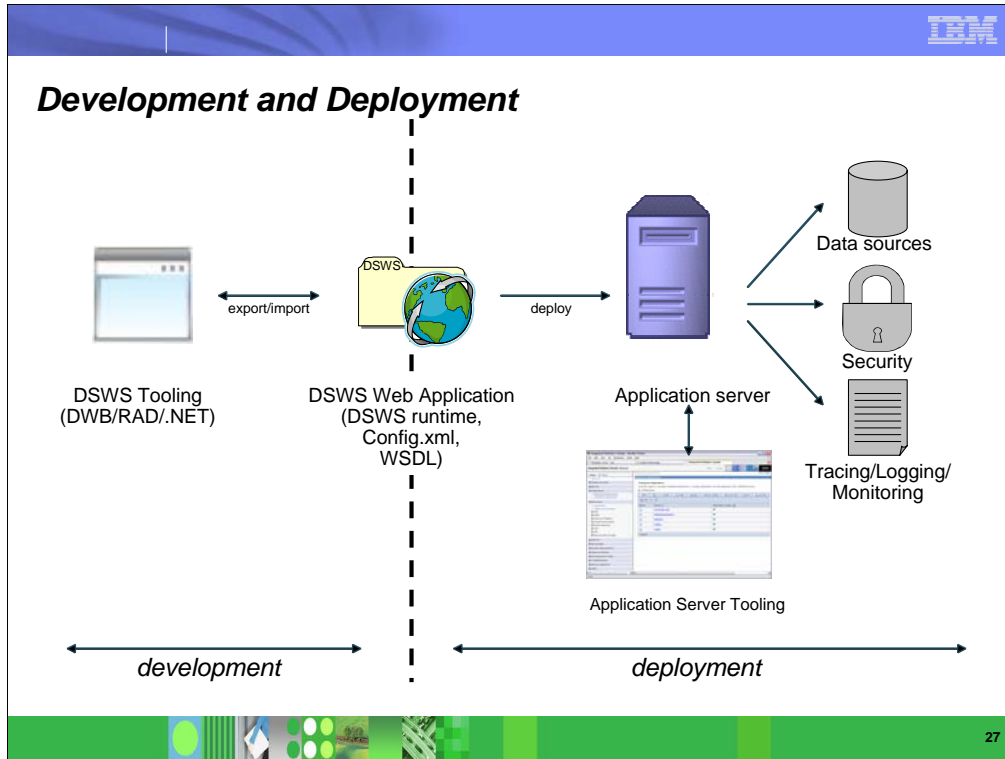 IBM
Development and Deployment
DSWS
export/import
deploy
Data sources
Security
Tracing/Logging/
Monitoring
DSWS Tooling
(DWB/RAD/.NET)
DSWS Web Application
(DSWS runtime,
Config.xml,
WSDL)
Application server
Application Server Tooling
development
deployment
27